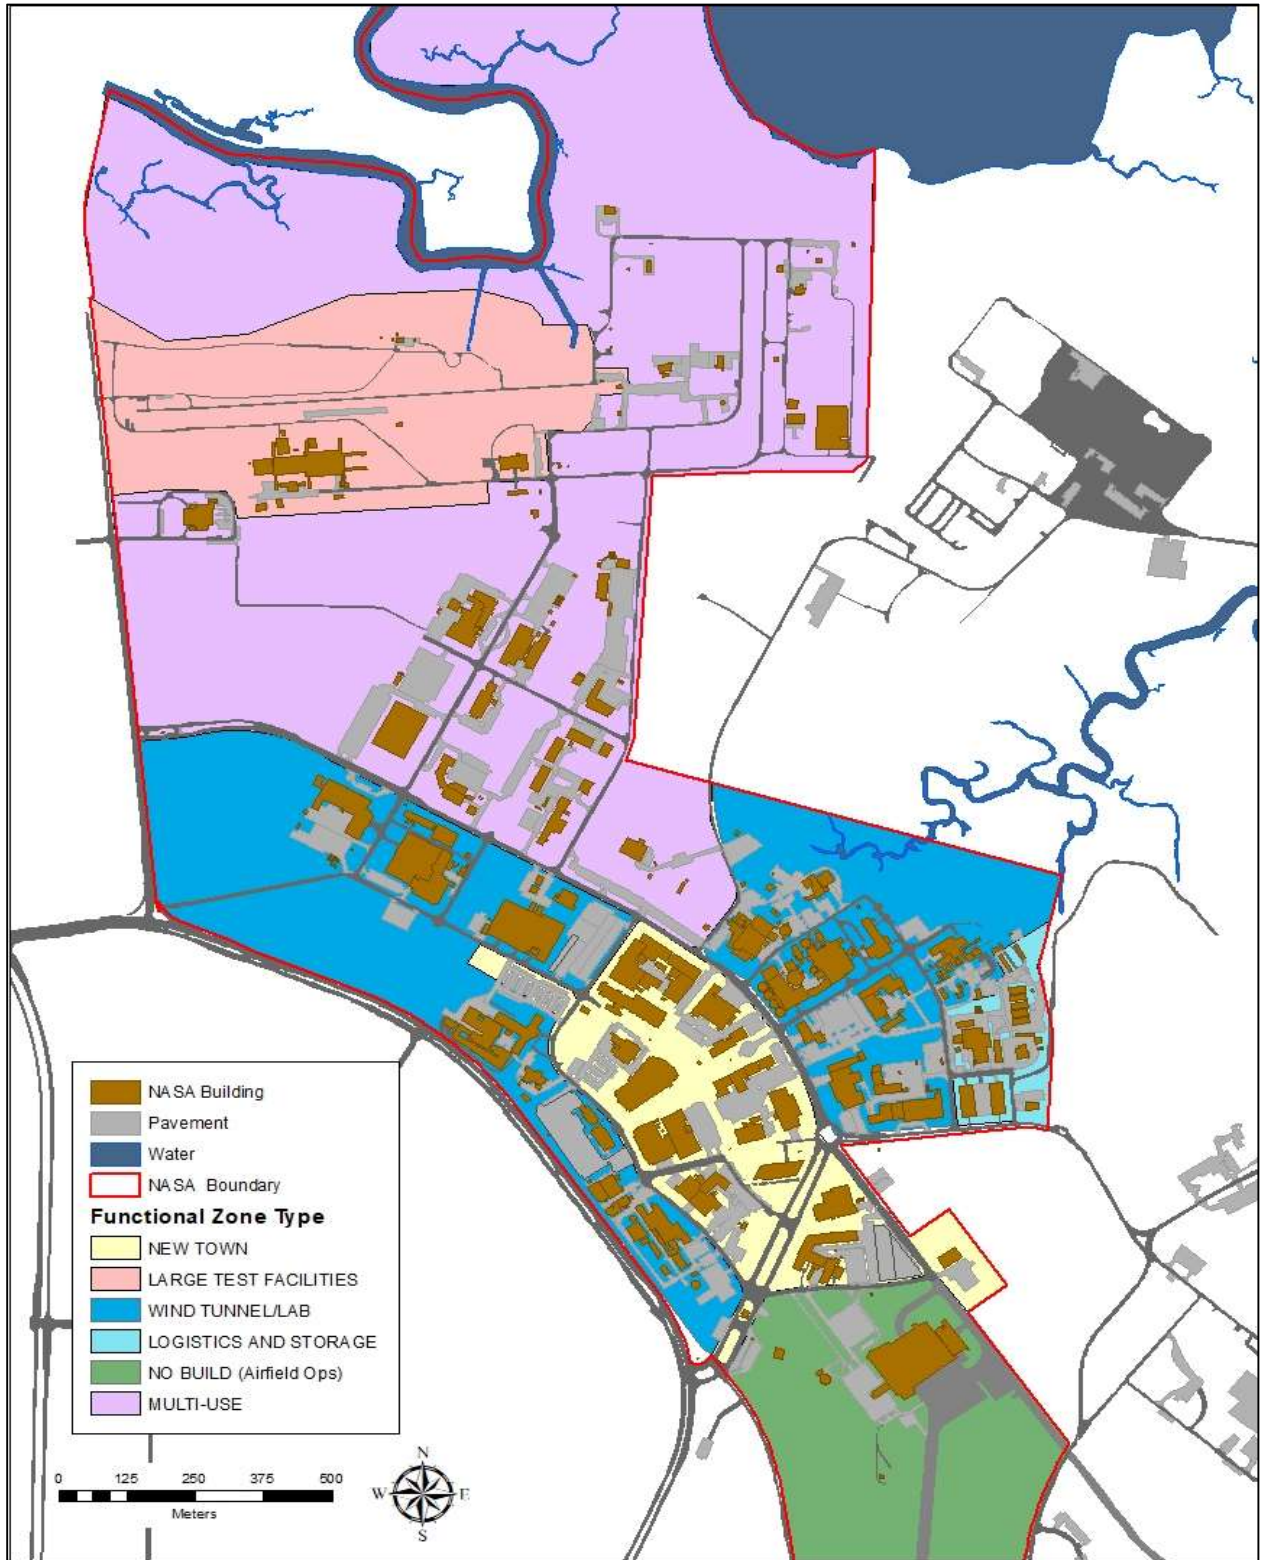 NASA Building
Pavement
Water
NASA Boundary
Functional Zone Type
NEW TOWN
LARGE TEST FACILITIES
WIND TUNNEL/LAB
LOGISTICS AND STORAGE
NO BUILD (Airfield Ops)
MULTI-USE
0 125 250 375 500
Meters
N
W E
S